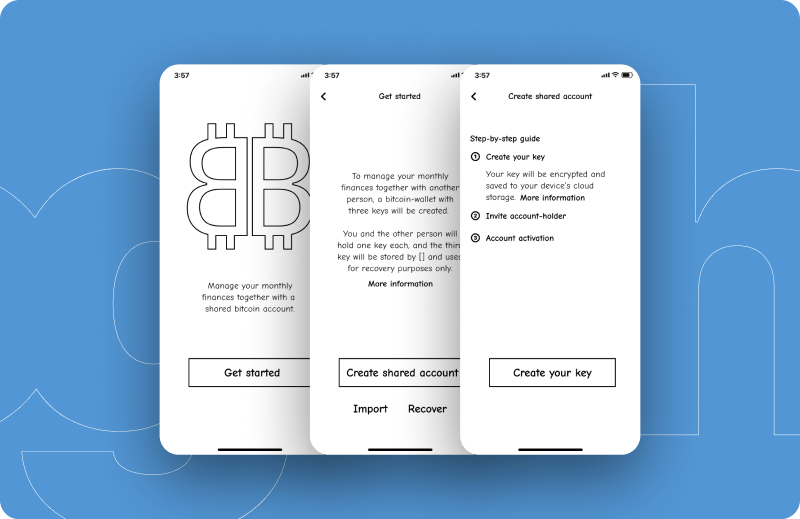 3:57
Manage your monthly
finances together with a
shared bitcoin account.
Get started
3:57
Get started
To manage your monthly
finances together with another
person, a bitcoin-wallet with
three keys will be created.
You and the other person will
hold one key each, and the third
key will be stored by [] and used
for recovery purposes only.
More information
Create shared account
Import Recover
3:57
Create shared account
Step-by-step guide
1 Create your key
Your key will be encrypted and
saved to your device's cloud
storage. More information
2 Invite account-holder
3 Account activation
Create your key